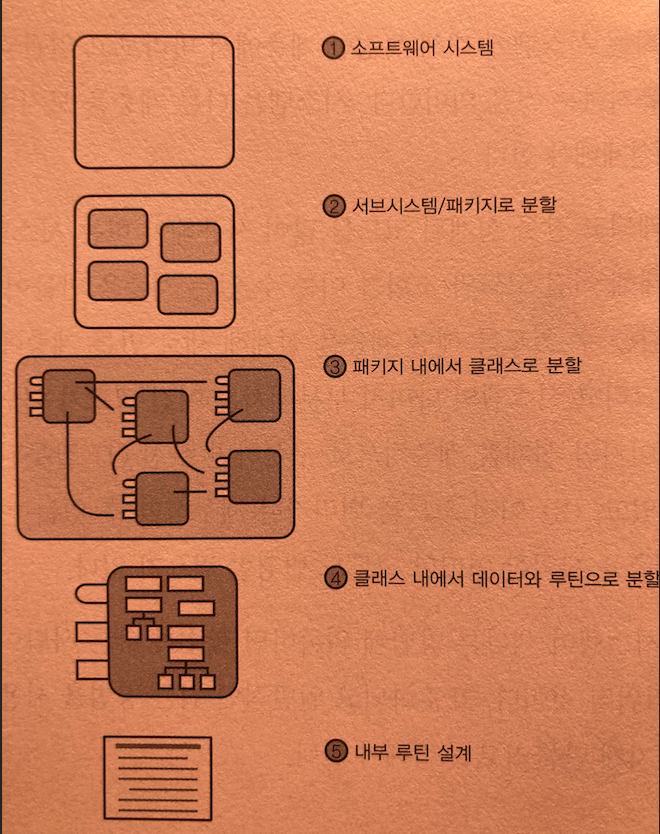 ① 소프트웨어 시스템
② 서브시스템/패키지로 분할
③ 패키지 내에서 클래스로 분할
④ 클래스 내에서 데이터와 루틴으로 분할
⑤ 내부 루틴 설계